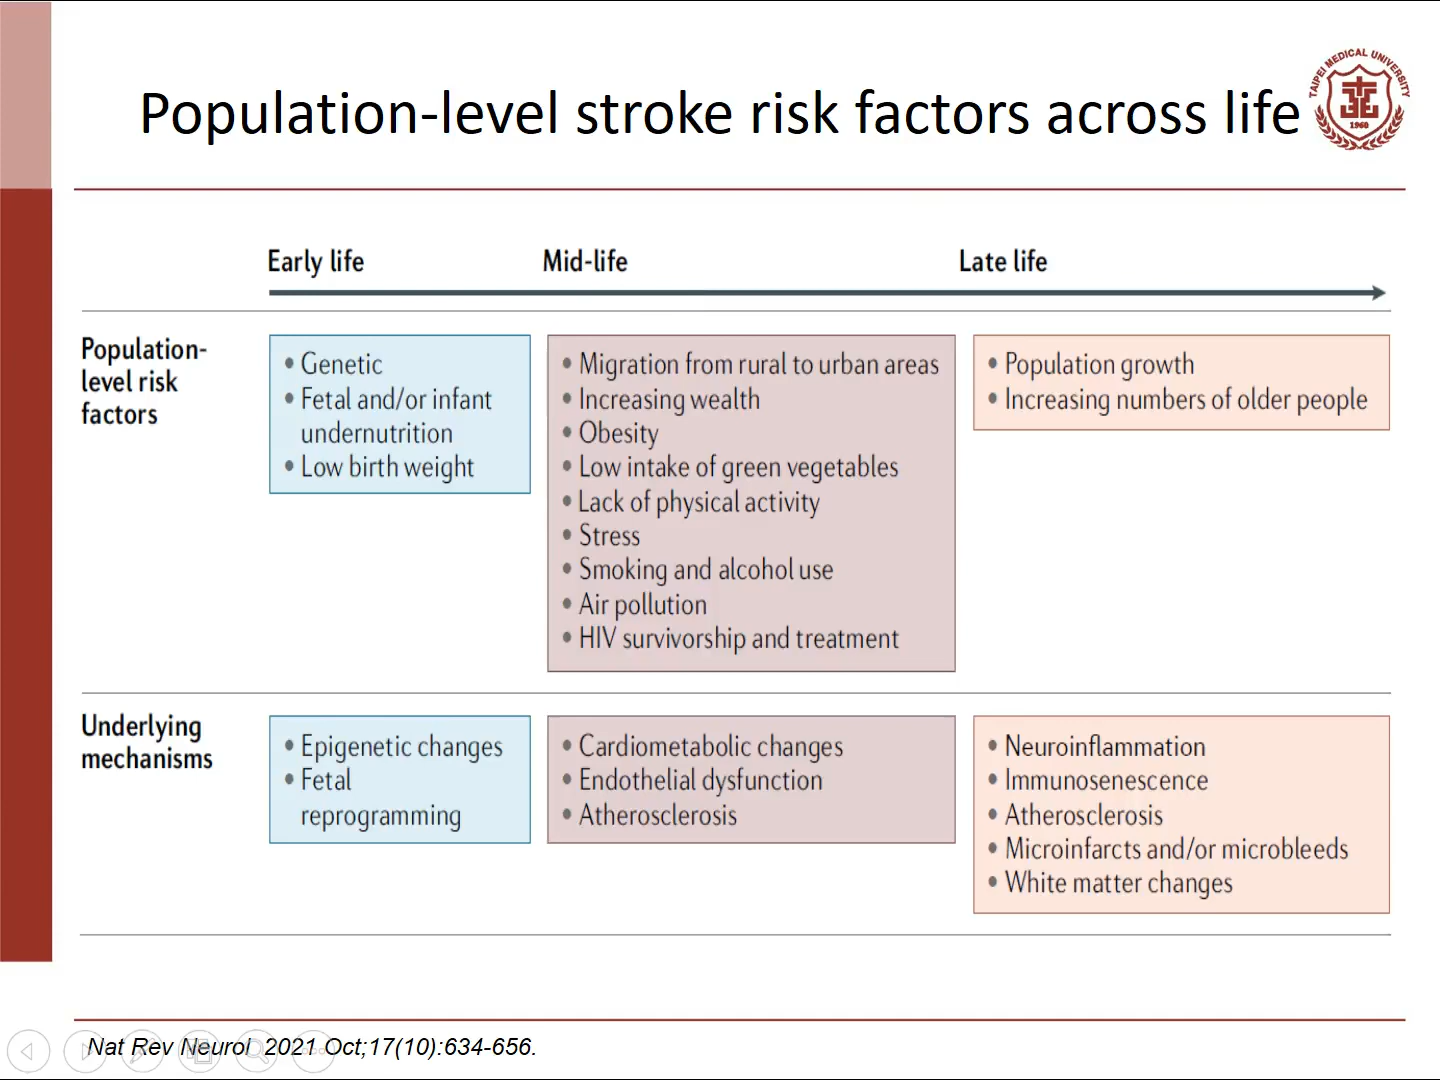 Population-level stroke risk factors across life
TAIPEI MEDICAL UNIVERSITY
1960
Early life
Mid-life
Late life
Population-
level risk
factors
• Genetic
• Fetal and/or infant
undernutrition
• Low birth weight
• Migration from rural to urban areas
• Increasing wealth
• Obesity
• Low intake of green vegetables
• Lack of physical activity
• Stress
• Smoking and alcohol use
• Air pollution
• HIV survivorship and treatment
• Population growth
• Increasing numbers of older people
Underlying
mechanisms
• Epigenetic changes
• Fetal
reprogramming
• Cardiometabolic changes
• Endothelial dysfunction
• Atherosclerosis
• Neuroinflammation
• Immunosenescence
• Atherosclerosis
• Microinfarcts and/or microbleeds
• White matter changes
Nat Rev Neurol 2021 Oct;17(10):634-656.